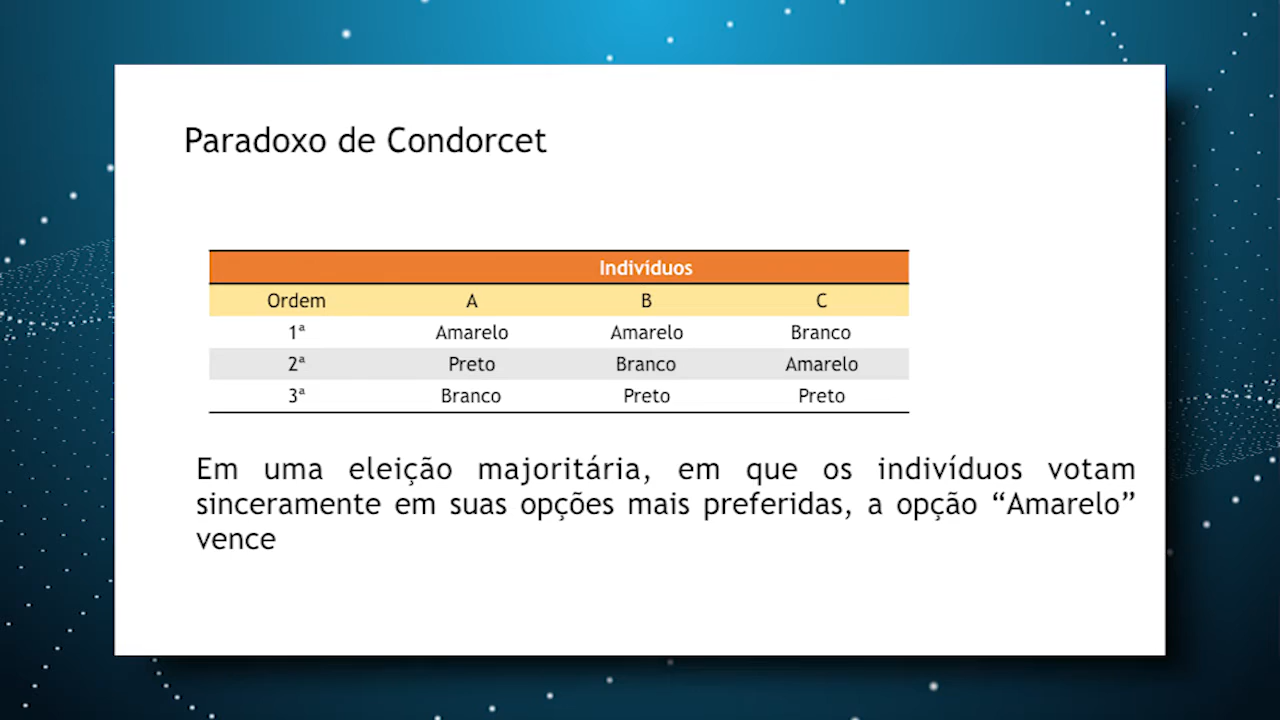 Paradoxo de Condorcet
Indivíduos
Ordem A B C
1ª Amarelo Amarelo Branco
2ª Preto Branco Amarelo
3ª Branco Preto Preto
Em uma eleição majoritária, em que os indivíduos votam
sinceramente em suas opções mais preferidas, a opção “Amarelo”
vence